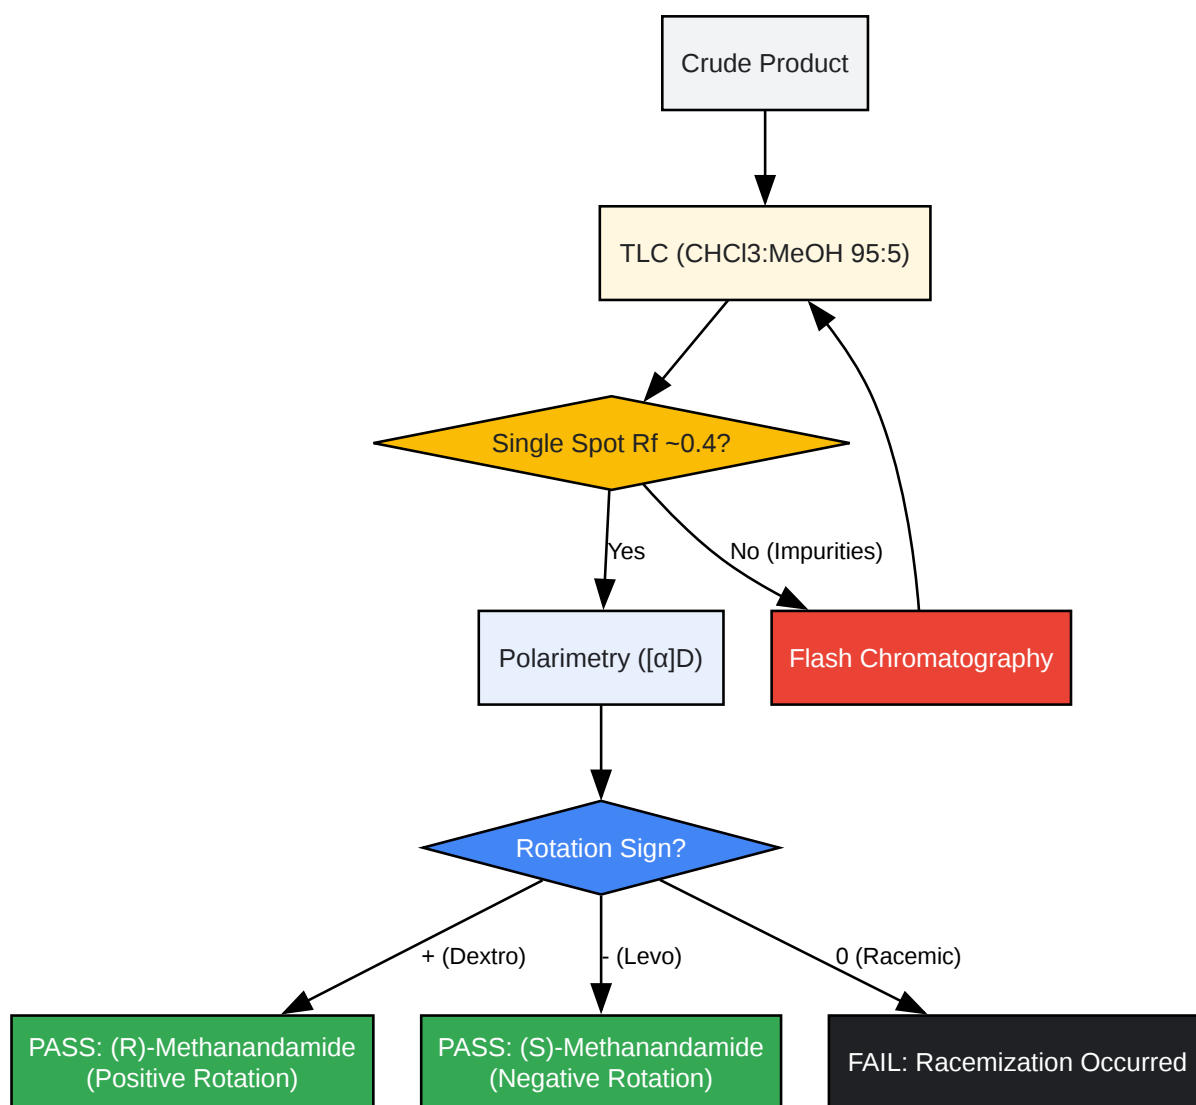 Crude Product
TLC (CHCl3:MeOH 95:5)
Single Spot Rf ~0.4?
Yes
No (Impurities)
Polarimetry ([α]D)
Flash Chromatography
Rotation Sign?
+ (Dextro)
- (Levo)
0 (Racemic)
PASS: (R)-Methanandamide
(Positive Rotation)
PASS: (S)-Methanandamide
(Negative Rotation)
FAIL: Racemization Occurred